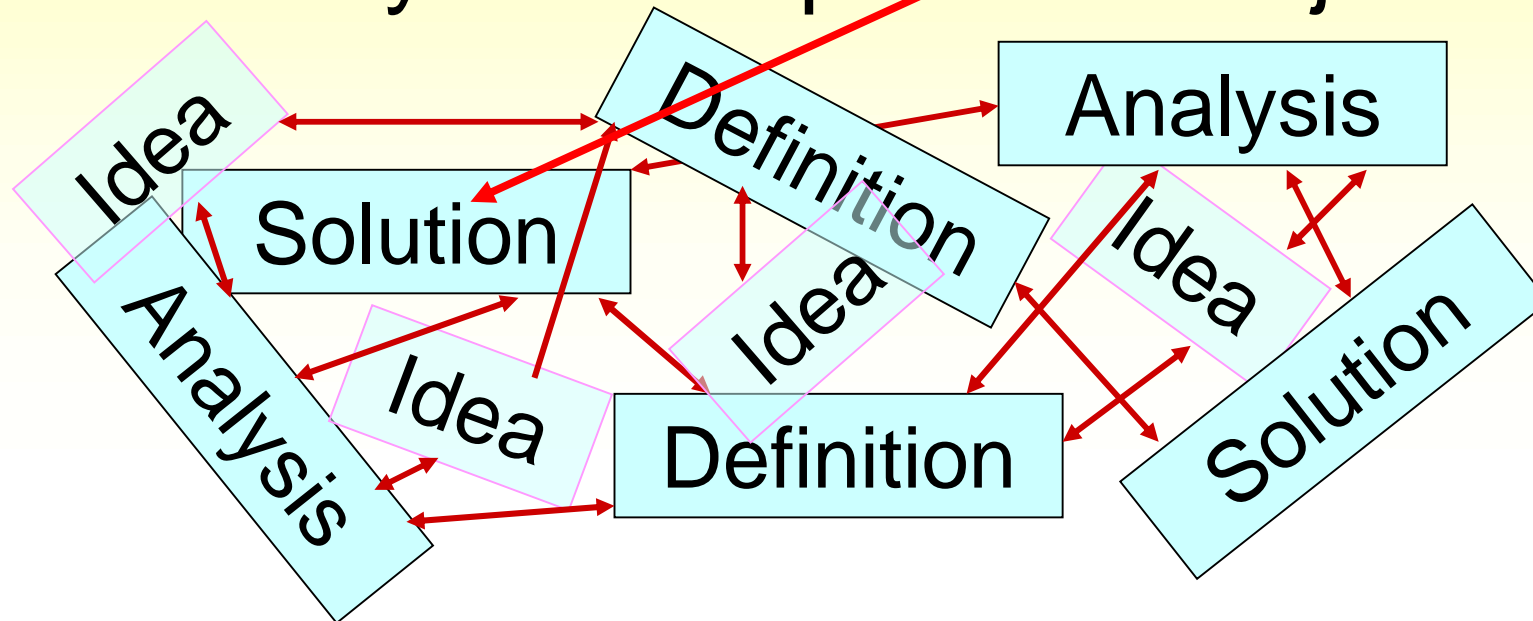 Idea
Definition
Analysis
Solution
Idea
Idea
Analysis
Idea
Solution
Definition